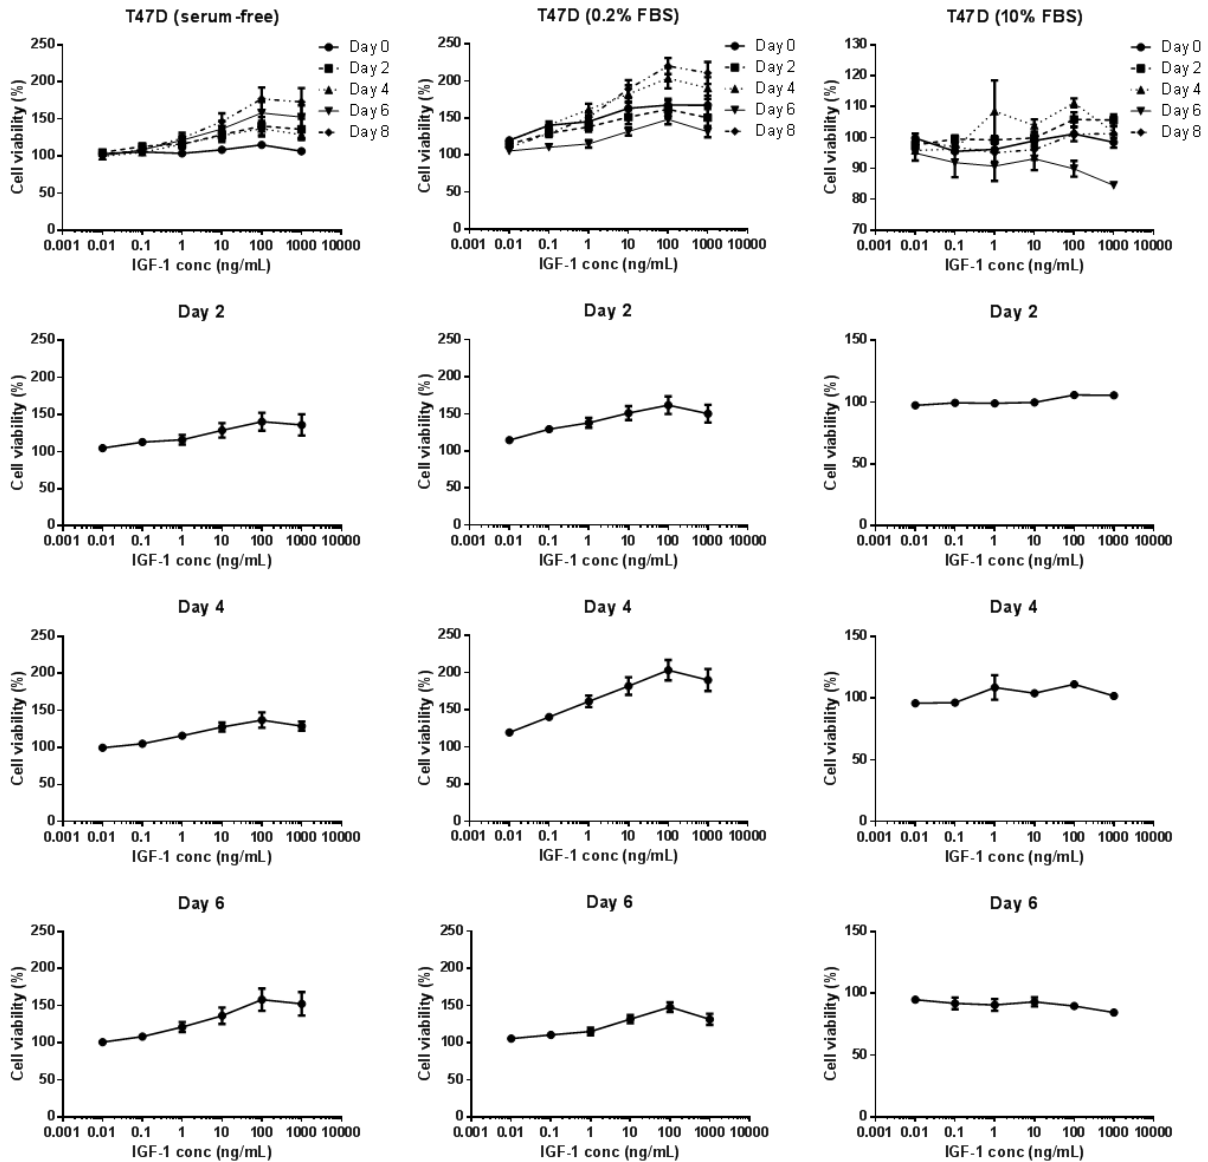 T47D (serum-free)
250
200
150
100
50
0
Cell viability (%)
0.001 0.01 0.1 1 10 100 1000 10000
IGF-1 conc (ng/mL)
Day 0
Day 2
Day 4
Day 6
Day 8
T47D (0.2% FBS)
250
200
150
100
50
0
Cell viability (%)
0.001 0.01 0.1 1 10 100 1000 10000
IGF-1 conc (ng/mL)
Day 0
Day 2
Day 4
Day 6
Day 8
T47D (10% FBS)
130
120
110
100
90
80
70
Cell viability (%)
0.001 0.01 0.1 1 10 100 1000 10000
IGF-1 conc (ng/mL)
Day 0
Day 2
Day 4
Day 6
Day 8
Day 2
250
200
150
100
50
0
Cell viability (%)
0.001 0.01 0.1 1 10 100 1000 10000
IGF-1 conc (ng/mL)
Day 2
250
200
150
100
50
0
Cell viability (%)
0.001 0.01 0.1 1 10 100 1000 10000
IGF-1 conc (ng/mL)
Day 2
150
100
50
0
Cell viability (%)
0.001 0.01 0.1 1 10 100 1000 10000
IGF-1 conc (ng/mL)
Day 4
250
200
150
100
50
0
Cell viability (%)
0.001 0.01 0.1 1 10 100 1000 10000
IGF-1 conc (ng/mL)
Day 4
250
200
150
100
50
0
Cell viability (%)
0.001 0.01 0.1 1 10 100 1000 10000
IGF-1 conc (ng/mL)
Day 4
150
100
50
0
Cell viability (%)
0.001 0.01 0.1 1 10 100 1000 10000
IGF-1 conc (ng/mL)
Day 6
250
200
150
100
50
0
Cell viability (%)
0.001 0.01 0.1 1 10 100 1000 10000
IGF-1 conc (ng/mL)
Day 6
250
200
150
100
50
0
Cell viability (%)
0.001 0.01 0.1 1 10 100 1000 10000
IGF-1 conc (ng/mL)
Day 6
150
100
50
0
Cell viability (%)
0.001 0.01 0.1 1 10 100 1000 10000
IGF-1 conc (ng/mL)